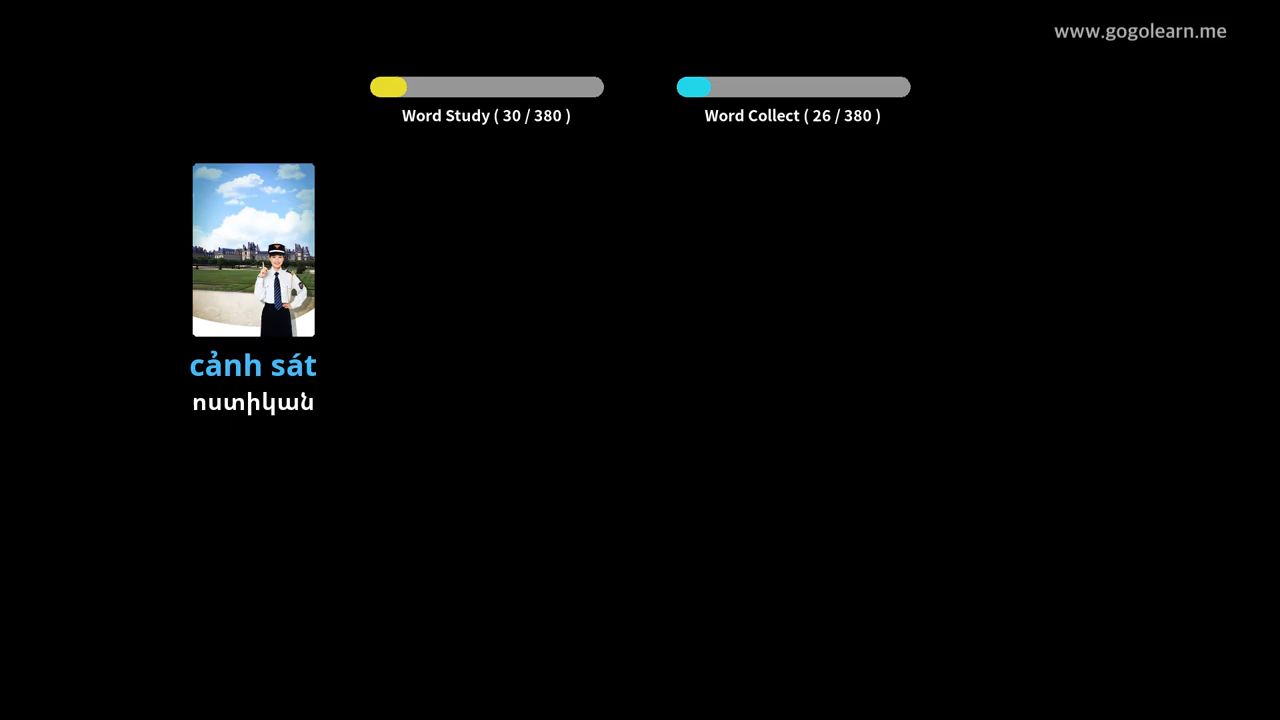 www.gogolearn.me
Word Study ( 30 / 380 )
Word Collect ( 26 / 380 )
cảnh sát
ոստիկան